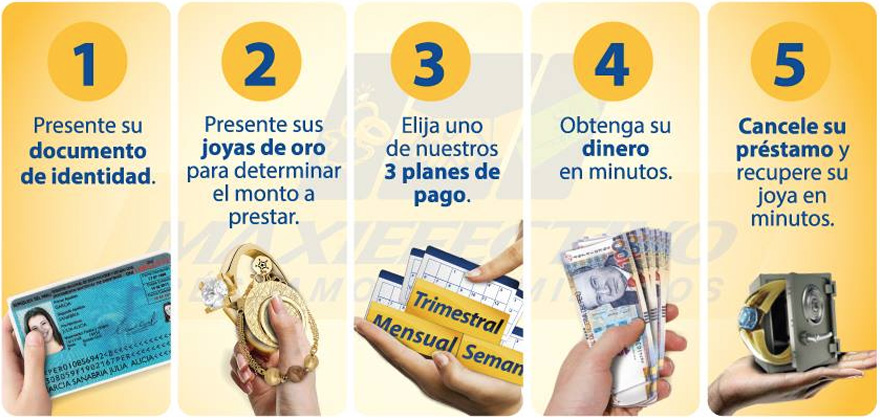 1
Presente su
documento
de identidad.
2
Presente sus
joyas de oro
para determinar
el monto a
prestar.
3
Elija uno
de nuestros
3 planes de
pago.
Trimestral
Mensual
Seman
4
Obtenga su
dinero
en minutos.
5
Cancele su
préstamo y
recupere su
joya en
minutos.
MAXIEFECTIVO